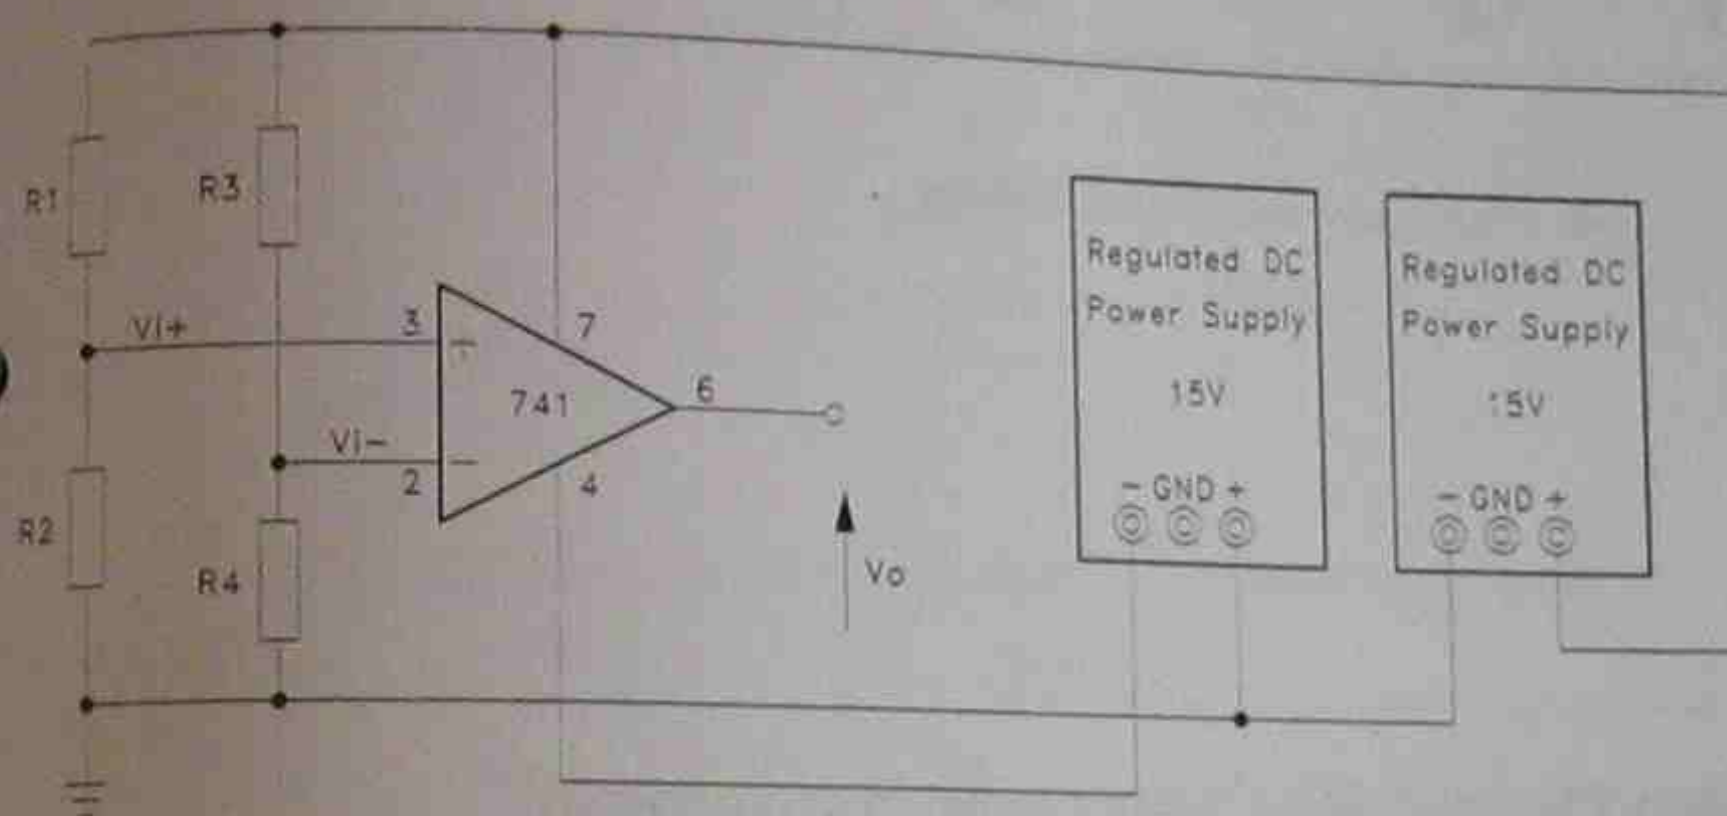 R1
R3
Vi+
3
+
7
741
6
Vi-
2
-
4
R2
R4
Vo
Regulated DC
Power Supply
15V
- GND +
Regulated DC
Power Supply
15V
- GND +